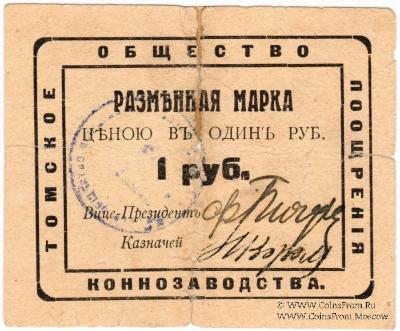 ОБЩЕСТВО
ТОМСКОЕ
ПООЩРЕНІЯ
РАЗМѢННАЯ МАРКА
ЦѢНОЮ ВЪ ОДИНЪ РУБ.
1 руб.
Вице-Президентъ
Казначей
КОННОЗАВОДСТВА.
© www.CoinsFrom.Ru
www.CoinsFrom.Moscow